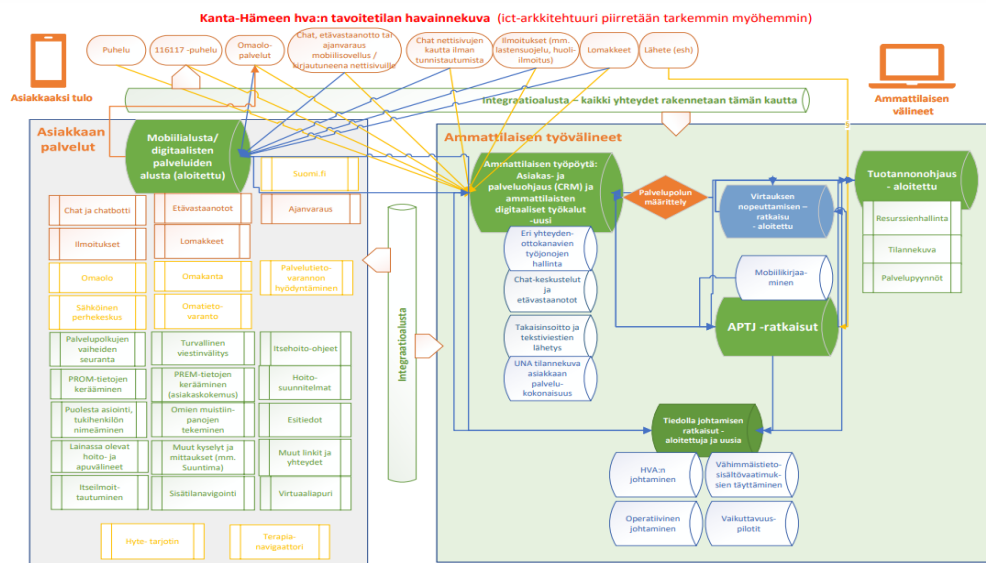 Kanta-Hämeen hva:n tavoitetilan havainnekuva (ict-arkkitehtuuri piirretään tarkemmin myöhemmin)
Asiakkaaksi tulo
Puhelu
116117 -puhelu
Omaolo-
palvelut
Chat, etävastaanotto tai
ajanvaraus
mobiilisovellus /
kirjautuneena nettisivuille
Chat nettisivujen
kautta ilman
tunnistautumista
Ilmoitukset (mm.
lastensuojelu, huoli-
ilmoitus)
Lomakkeet
Lähete (esh)
Ammattilaisen
välineet
Integraatioalusta – kaikki yhteydet rakennetaan tämän kautta
Asiakkaan
palvelut
Mobiilialusta/
digitaalisten
palveluiden
alusta (aloitettu)
Suomi.fi
Chat ja chatbotti
Etävastaanotot
Ajanvaraus
Ilmoitukset
Lomakkeet
Omaolo
Omakanta
Palvelutieto-
varannon
hyödyntäminen
Sähköinen
perhekeskus
Omatieto-
varanto
Palvelupolkujen
vaiheiden
seuranta
Turvallinen
viestinvälitys
Itsehoito-ohjeet
PROM-tietojen
kerääminen
PREM-tietojen
kerääminen
(asiakaskokemus)
Hoito-
suunnitelmat
Puolesta asiointi,
tukihenkilön
nimeäminen
Omien muistiin-
panojen
tekeminen
Esitiedot
Lainassa olevat
hoito- ja
apuvälineet
Muut kyselyt ja
mittaukset (mm.
Suuntima)
Muut linkit ja
yhteydet
Itseilmoit-
tautuminen
Sisätilanavigointi
Virtuaaliapuri
Hyte- tarjotin
Terapia-
navigaattori
Integraatioalusta
Ammattilaisen työvälineet
Ammattilaisen työpöytä:
Asiakas- ja
palveluohjaus (CRM) ja
ammattilaisten
digitaaliset työkalut
-uusi
Eri yhteyden-
ottokanavien
työjonojen
hallinta
Chat-keskustelut ja
etävastaanotot
Takaisinsoitto ja
tekstiviestien
lähetys
UNA tilannekuva
asiakkaan
palvelu-
kokonaisuus
Palvelupolun
määrittely
Virtauksen
nopeuttamisen –
ratkaisu
- aloitettu
Mobiilikirjaa-
minen
APTJ -ratkaisut
Tuotannonohjaus
- aloitettu
Resurssienhallinta
Tilannekuva
Palvelupyynnöt
Tiedolla johtamisen
ratkaisut -
aloitettuja ja uusia
HVA:n
johtaminen
Vähimmäistieto-
sisältövaatimuk-
sien täyttäminen
Operatiivinen
johtaminen
Vaikuttavuus-
pilotit